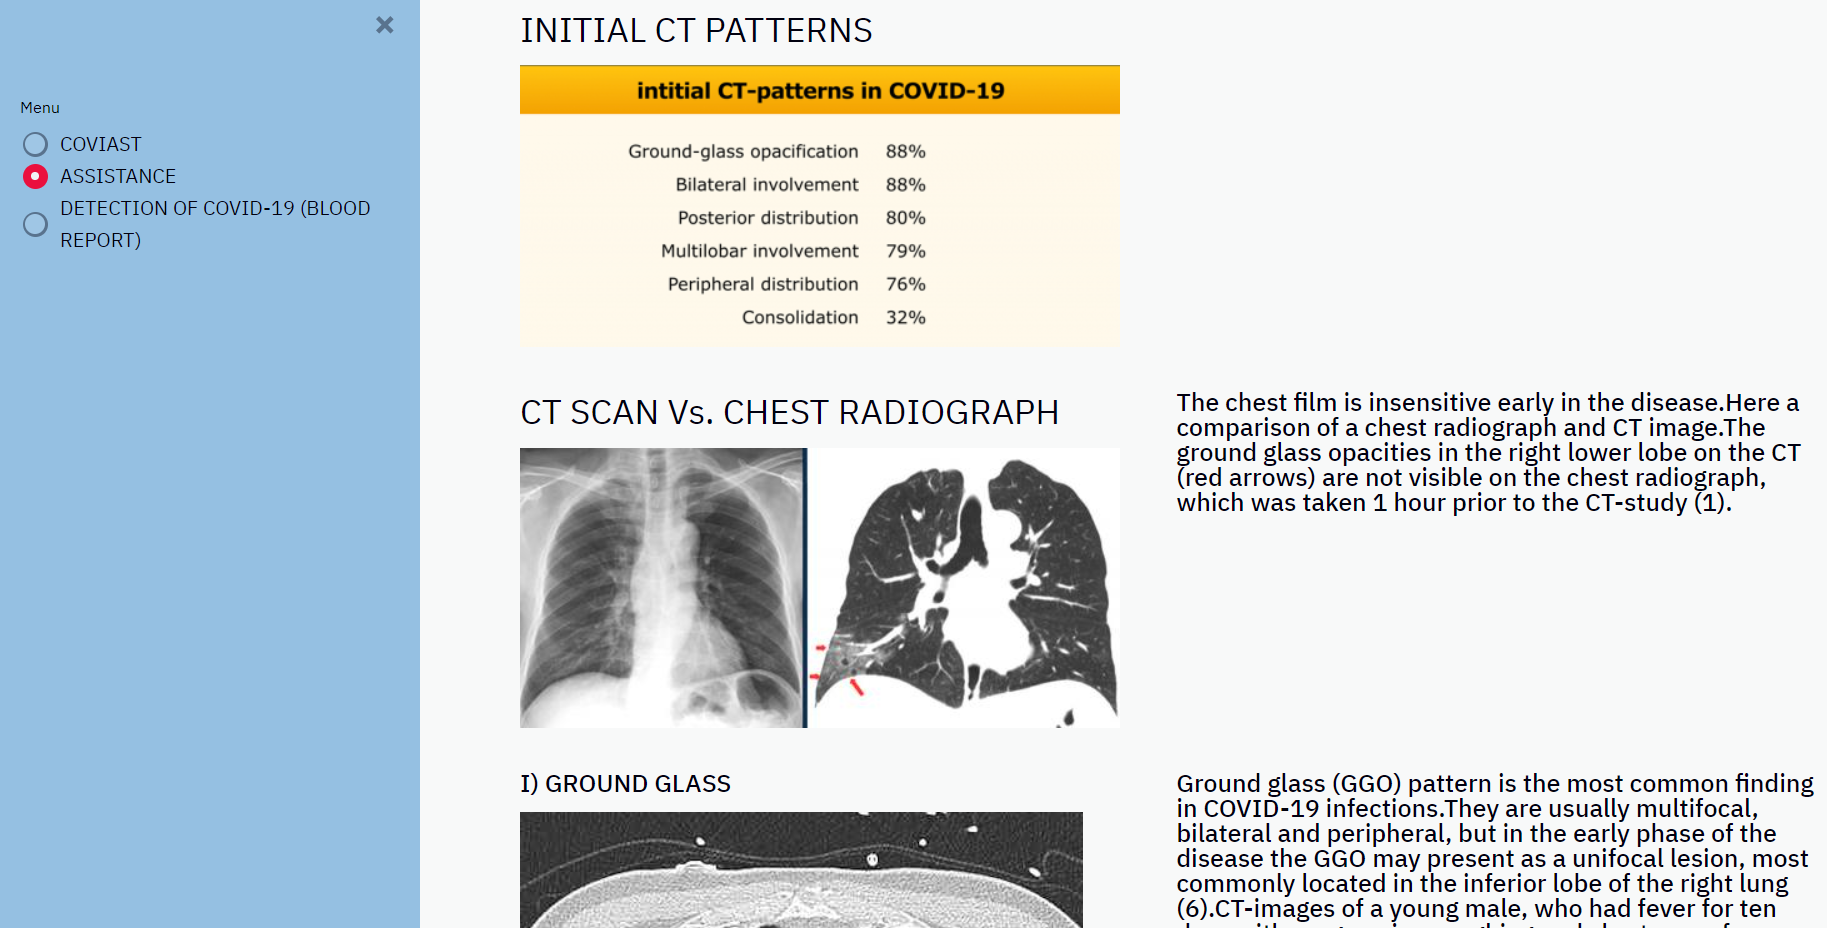 Menu
COVIAST
ASSISTANCE
DETECTION OF COVID-19 (BLOOD
REPORT)
INITIAL CT PATTERNS
intitial CT-patterns in COVID-19
Ground-glass opacification 88%
Bilateral involvement 88%
Posterior distribution 80%
Multilobar involvement 79%
Peripheral distribution 76%
Consolidation 32%
CT SCAN Vs. CHEST RADIOGRAPH
The chest film is insensitive early in the disease.Here a
comparison of a chest radiograph and CT image.The
ground glass opacities in the right lower lobe on the CT
(red arrows) are not visible on the chest radiograph,
which was taken 1 hour prior to the CT-study (1).
I) GROUND GLASS
Ground glass (GGO) pattern is the most common finding
in COVID-19 infections.They are usually multifocal,
bilateral and peripheral, but in the early phase of the
disease the GGO may present as a unifocal lesion, most
commonly located in the inferior lobe of the right lung
(6).CT-images of a young male, who had fever for ten